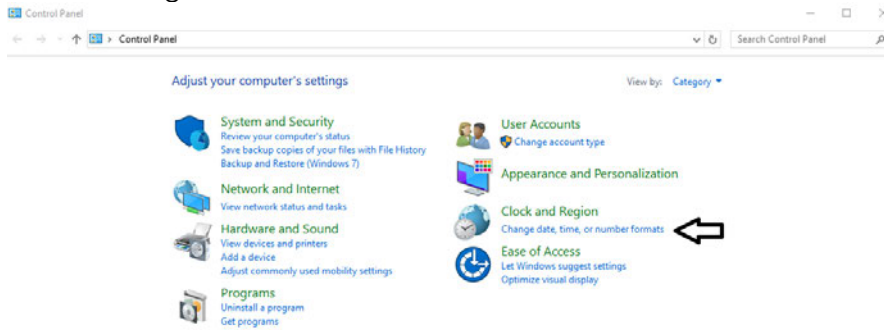 Control Panel
Control Panel
Search Control Panel
Adjust your computer's settings
View by: Category
System and Security
Review your computer's status
Save backup copies of your files with File History
Backup and Restore (Windows 7)
Network and Internet
View network status and tasks
Hardware and Sound
View devices and printers
Add a device
Adjust commonly used mobility settings
Programs
Uninstall a program
Get programs
User Accounts
Change account type
Appearance and Personalization
Clock and Region
Change date, time, or number formats
Ease of Access
Let Windows suggest settings
Optimize visual display